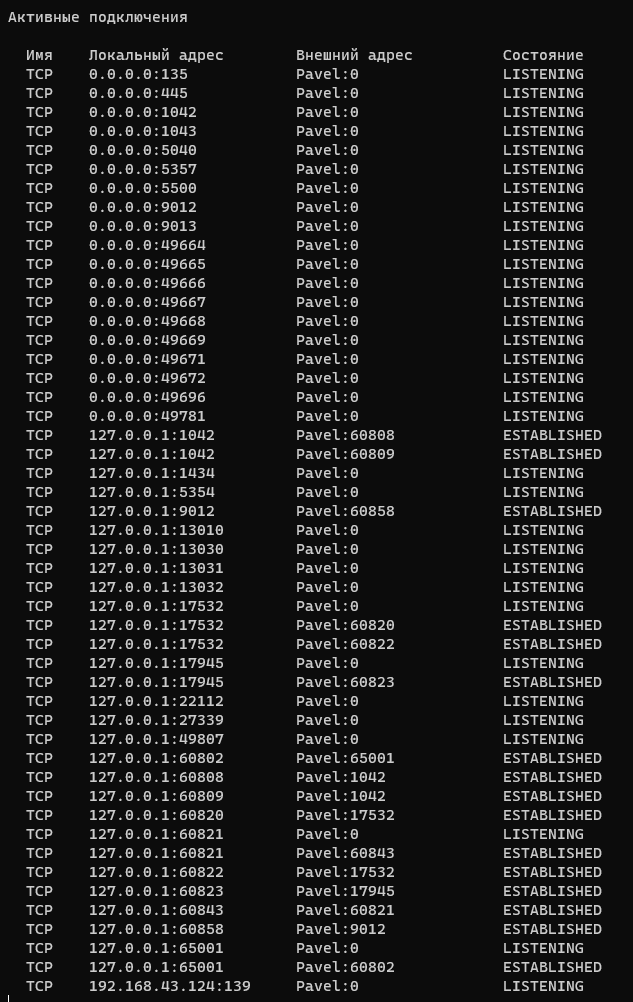 Активные подключения
Имя Локальный адрес Внешний адрес Состояние
TCP 0.0.0.0:135 Pavel:0 LISTENING
TCP 0.0.0.0:445 Pavel:0 LISTENING
TCP 0.0.0.0:1042 Pavel:0 LISTENING
TCP 0.0.0.0:1043 Pavel:0 LISTENING
TCP 0.0.0.0:5040 Pavel:0 LISTENING
TCP 0.0.0.0:5357 Pavel:0 LISTENING
TCP 0.0.0.0:5500 Pavel:0 LISTENING
TCP 0.0.0.0:9012 Pavel:0 LISTENING
TCP 0.0.0.0:9013 Pavel:0 LISTENING
TCP 0.0.0.0:49664 Pavel:0 LISTENING
TCP 0.0.0.0:49665 Pavel:0 LISTENING
TCP 0.0.0.0:49666 Pavel:0 LISTENING
TCP 0.0.0.0:49667 Pavel:0 LISTENING
TCP 0.0.0.0:49668 Pavel:0 LISTENING
TCP 0.0.0.0:49669 Pavel:0 LISTENING
TCP 0.0.0.0:49671 Pavel:0 LISTENING
TCP 0.0.0.0:49672 Pavel:0 LISTENING
TCP 0.0.0.0:49696 Pavel:0 LISTENING
TCP 0.0.0.0:49781 Pavel:0 LISTENING
TCP 127.0.0.1:1042 Pavel:60808 ESTABLISHED
TCP 127.0.0.1:1042 Pavel:60809 ESTABLISHED
TCP 127.0.0.1:1434 Pavel:0 LISTENING
TCP 127.0.0.1:5354 Pavel:0 LISTENING
TCP 127.0.0.1:9012 Pavel:60858 ESTABLISHED
TCP 127.0.0.1:13010 Pavel:0 LISTENING
TCP 127.0.0.1:13030 Pavel:0 LISTENING
TCP 127.0.0.1:13031 Pavel:0 LISTENING
TCP 127.0.0.1:13032 Pavel:0 LISTENING
TCP 127.0.0.1:17532 Pavel:0 LISTENING
TCP 127.0.0.1:17532 Pavel:60820 ESTABLISHED
TCP 127.0.0.1:17532 Pavel:60822 ESTABLISHED
TCP 127.0.0.1:17945 Pavel:0 LISTENING
TCP 127.0.0.1:17945 Pavel:60823 ESTABLISHED
TCP 127.0.0.1:22112 Pavel:0 LISTENING
TCP 127.0.0.1:27339 Pavel:0 LISTENING
TCP 127.0.0.1:49807 Pavel:0 LISTENING
TCP 127.0.0.1:60802 Pavel:65001 ESTABLISHED
TCP 127.0.0.1:60808 Pavel:1042 ESTABLISHED
TCP 127.0.0.1:60809 Pavel:1042 ESTABLISHED
TCP 127.0.0.1:60820 Pavel:17532 ESTABLISHED
TCP 127.0.0.1:60821 Pavel:0 LISTENING
TCP 127.0.0.1:60821 Pavel:60843 ESTABLISHED
TCP 127.0.0.1:60822 Pavel:17532 ESTABLISHED
TCP 127.0.0.1:60823 Pavel:17945 ESTABLISHED
TCP 127.0.0.1:60843 Pavel:60821 ESTABLISHED
TCP 127.0.0.1:60858 Pavel:9012 ESTABLISHED
TCP 127.0.0.1:65001 Pavel:0 LISTENING
TCP 127.0.0.1:65001 Pavel:60802 ESTABLISHED
TCP 192.168.43.124:139 Pavel:0 LISTENING